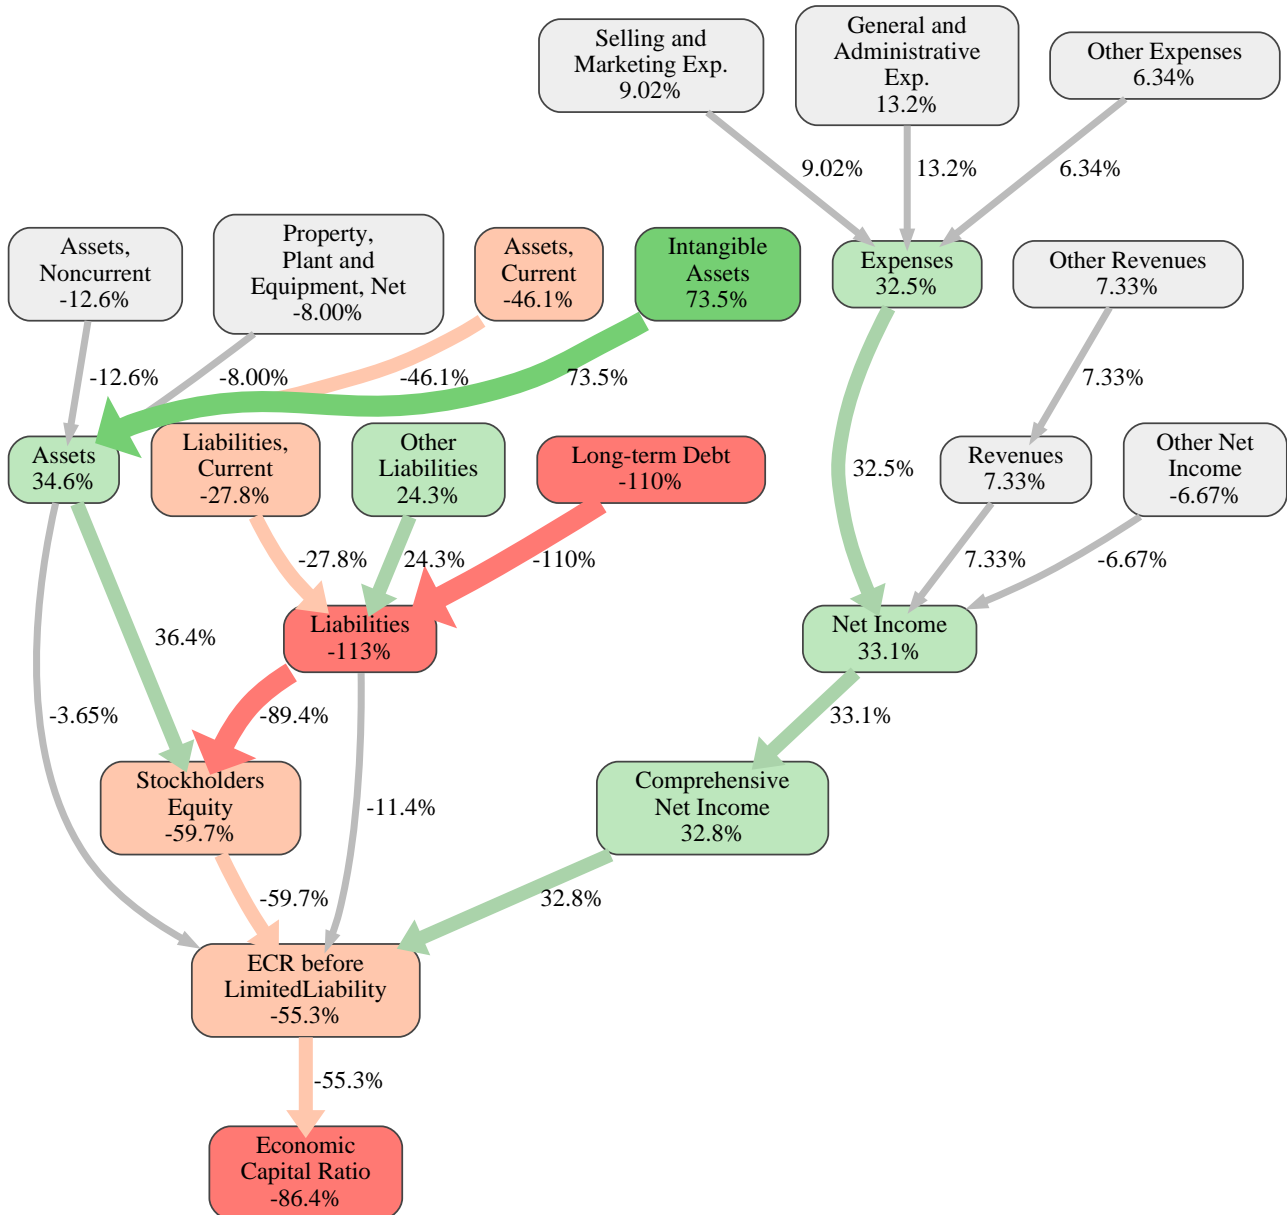 Selling and
Marketing Exp.
9.02%
General and
Administrative
Exp.
13.2%
Other Expenses
6.34%
9.02%
13.2%
6.34%
Assets,
Noncurrent
-12.6%
Property,
Plant and
Equipment, Net
-8.00%
Assets,
Current
-46.1%
Intangible
Assets
73.5%
Expenses
32.5%
Other Revenues
7.33%
-12.6%
-8.00%
-46.1%
73.5%
7.33%
Assets
34.6%
Liabilities,
Current
-27.8%
Other
Liabilities
24.3%
Long-term Debt
-110%
32.5%
Revenues
7.33%
Other Net
Income
-6.67%
-27.8%
24.3%
-110%
7.33%
-6.67%
36.4%
Liabilities
-113%
Net Income
33.1%
-3.65%
-89.4%
33.1%
Stockholders
Equity
-59.7%
-11.4%
Comprehensive
Net Income
32.8%
-59.7%
32.8%
ECR before
LimitedLiability
-55.3%
-55.3%
Economic
Capital Ratio
-86.4%